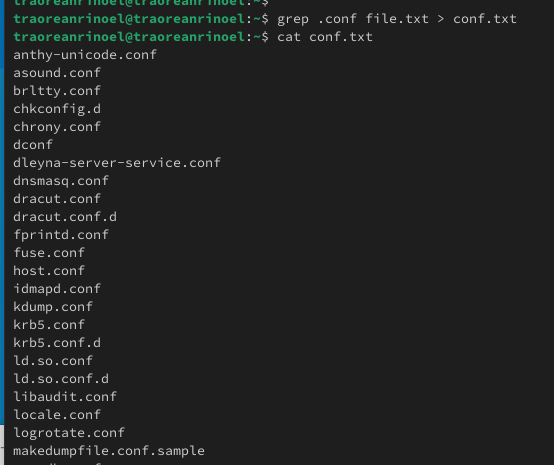 traoreanrinoel@traoreanrinoel:~$
traoreanrinoel@traoreanrinoel:~$ grep .conf file.txt > conf.txt
traoreanrinoel@traoreanrinoel:~$ cat conf.txt
anthy-unicode.conf
asound.conf
brltty.conf
chkconfig.d
chrony.conf
dconf
dleyna-server-service.conf
dnsmasq.conf
dracut.conf
dracut.conf.d
fprintd.conf
fuse.conf
host.conf
idmapd.conf
kdump.conf
krb5.conf
krb5.conf.d
ld.so.conf
ld.so.conf.d
libaudit.conf
locale.conf
logrotate.conf
makedumpfile.conf.sample